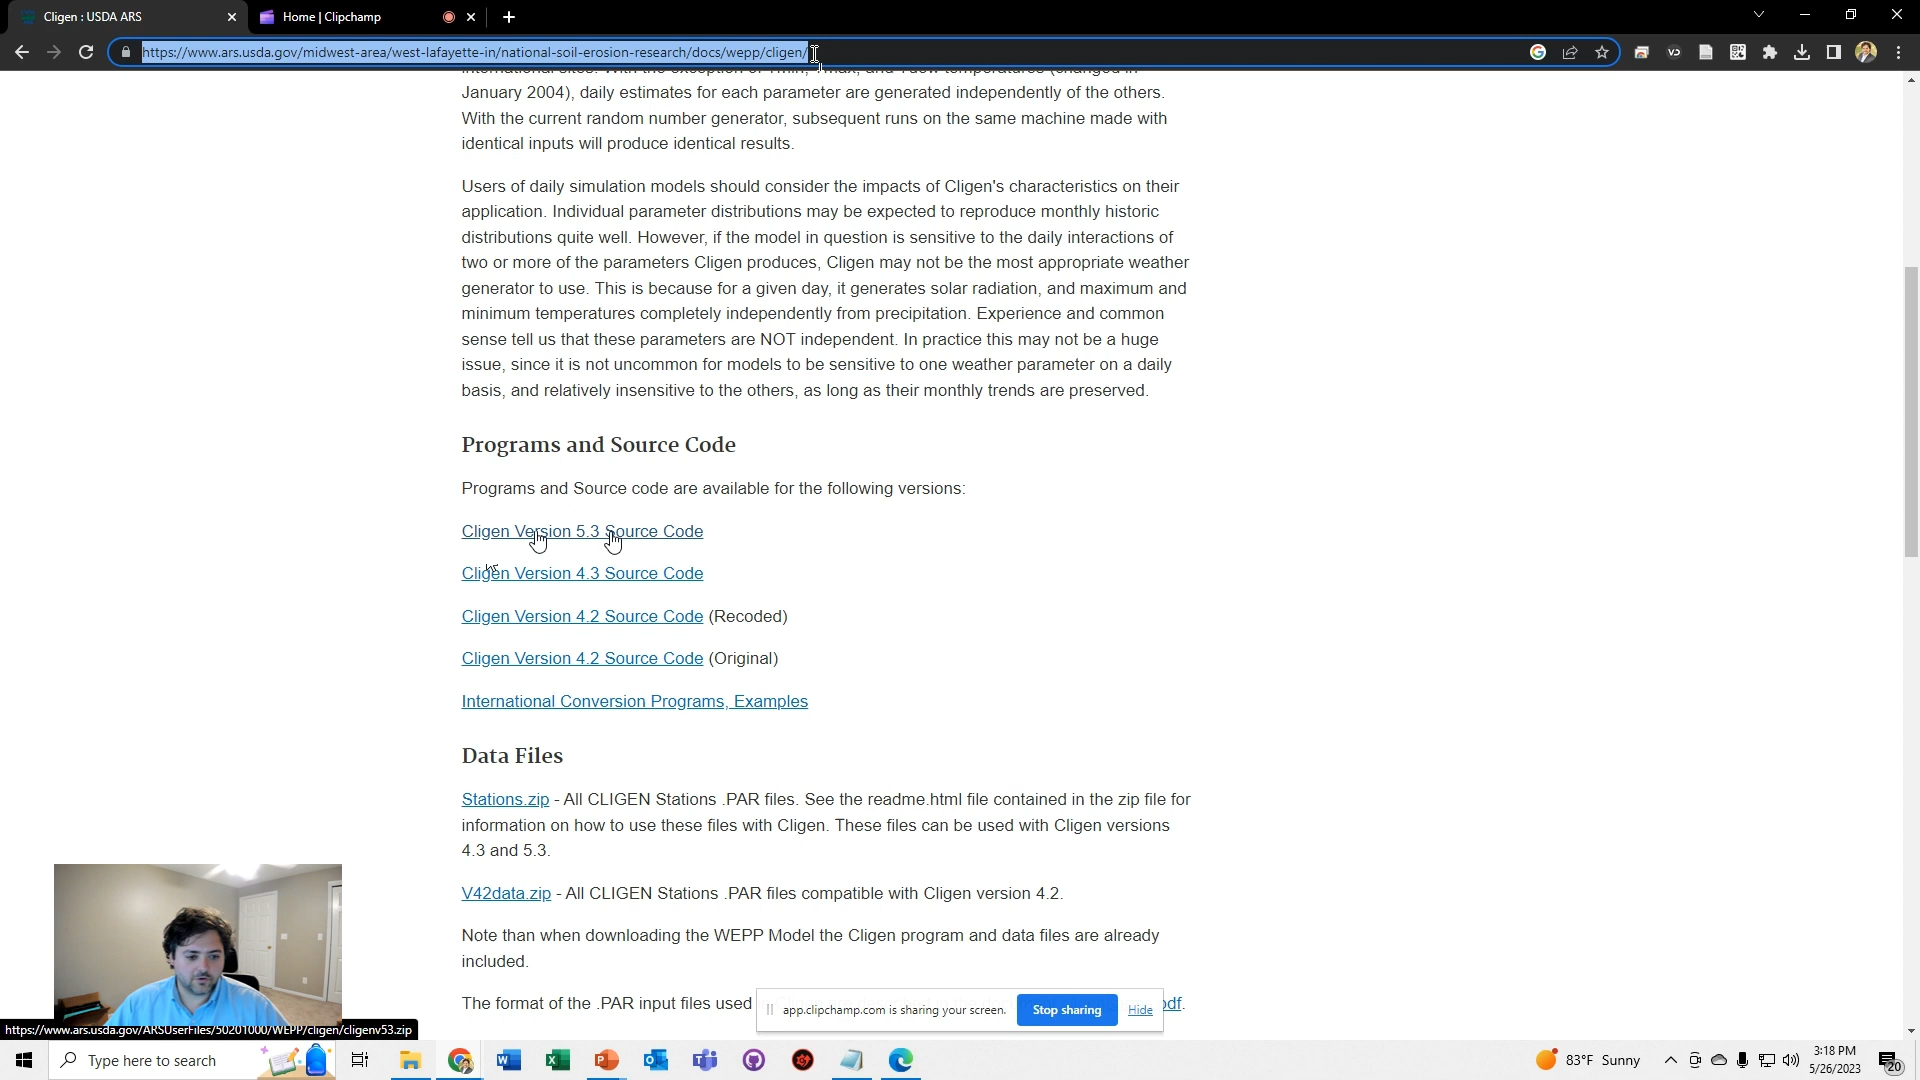 Cligen : USDA ARS
Home | Clipchamp
https://www.ars.usda.gov/midwest-area/west-lafayette-in/national-soil-erosion-research/docs/wepp/cligen/
January 2004), daily estimates for each parameter are generated independently of the others.
With the current random number generator, subsequent runs on the same machine made with
identical inputs will produce identical results.
Users of daily simulation models should consider the impacts of Cligen's characteristics on their
application. Individual parameter distributions may be expected to reproduce monthly historic
distributions quite well. However, if the model in question is sensitive to the daily interactions of
two or more of the parameters Cligen produces, Cligen may not be the most appropriate weather
generator to use. This is because for a given day, it generates solar radiation, and maximum and
minimum temperatures completely independently from precipitation. Experience and common
sense tell us that these parameters are NOT independent. In practice this may not be a huge
issue, since it is not uncommon for models to be sensitive to one weather parameter on a daily
basis, and relatively insensitive to the others, as long as their monthly trends are preserved.
Programs and Source Code
Programs and Source code are available for the following versions:
Cligen Version 5.3 Source Code
Cligen Version 4.3 Source Code
Cligen Version 4.2 Source Code (Recoded)
Cligen Version 4.2 Source Code (Original)
International Conversion Programs, Examples
Data Files
Stations.zip - All CLIGEN Stations .PAR files. See the readme.html file contained in the zip file for
information on how to use these files with Cligen. These files can be used with Cligen versions
4.3 and 5.3.
V42data.zip - All CLIGEN Stations .PAR files compatible with Cligen version 4.2.
Note than when downloading the WEPP Model the Cligen program and data files are already
included.
The format of the .PAR input files used
pdf.
app.clipchamp.com is sharing your screen.
Stop sharing
Hide
https://www.ars.usda.gov/ARSUserFiles/50201000/WEPP/cligen/cligenv53.zip
Type here to search
83°F Sunny
3:18 PM
5/26/2023
20